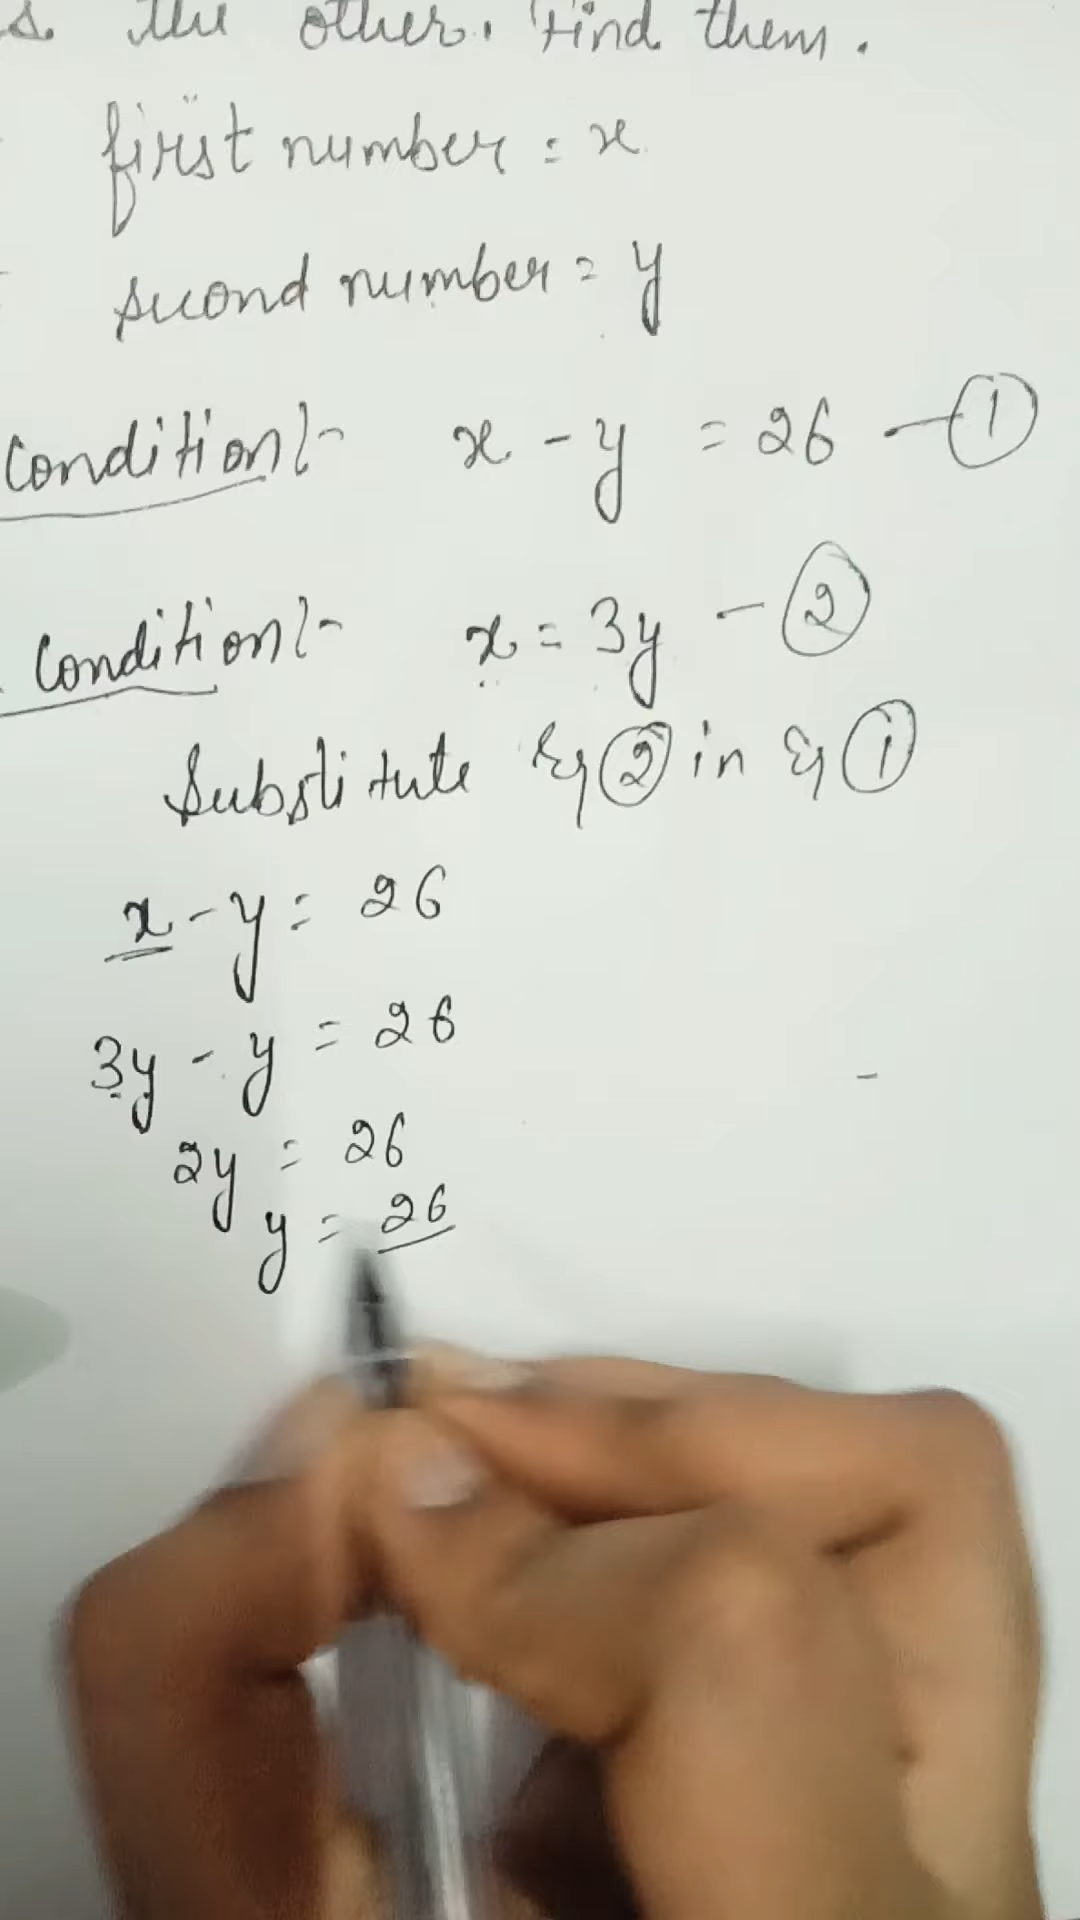 the other. Find them.
first number = x
second number = y
Condition:- x - y = 26 - 1
Condition:- x = 3y - 2
Substitute Eq 2 in Eq 1
x - y = 26
3y - y = 26
2y = 26
y = 26